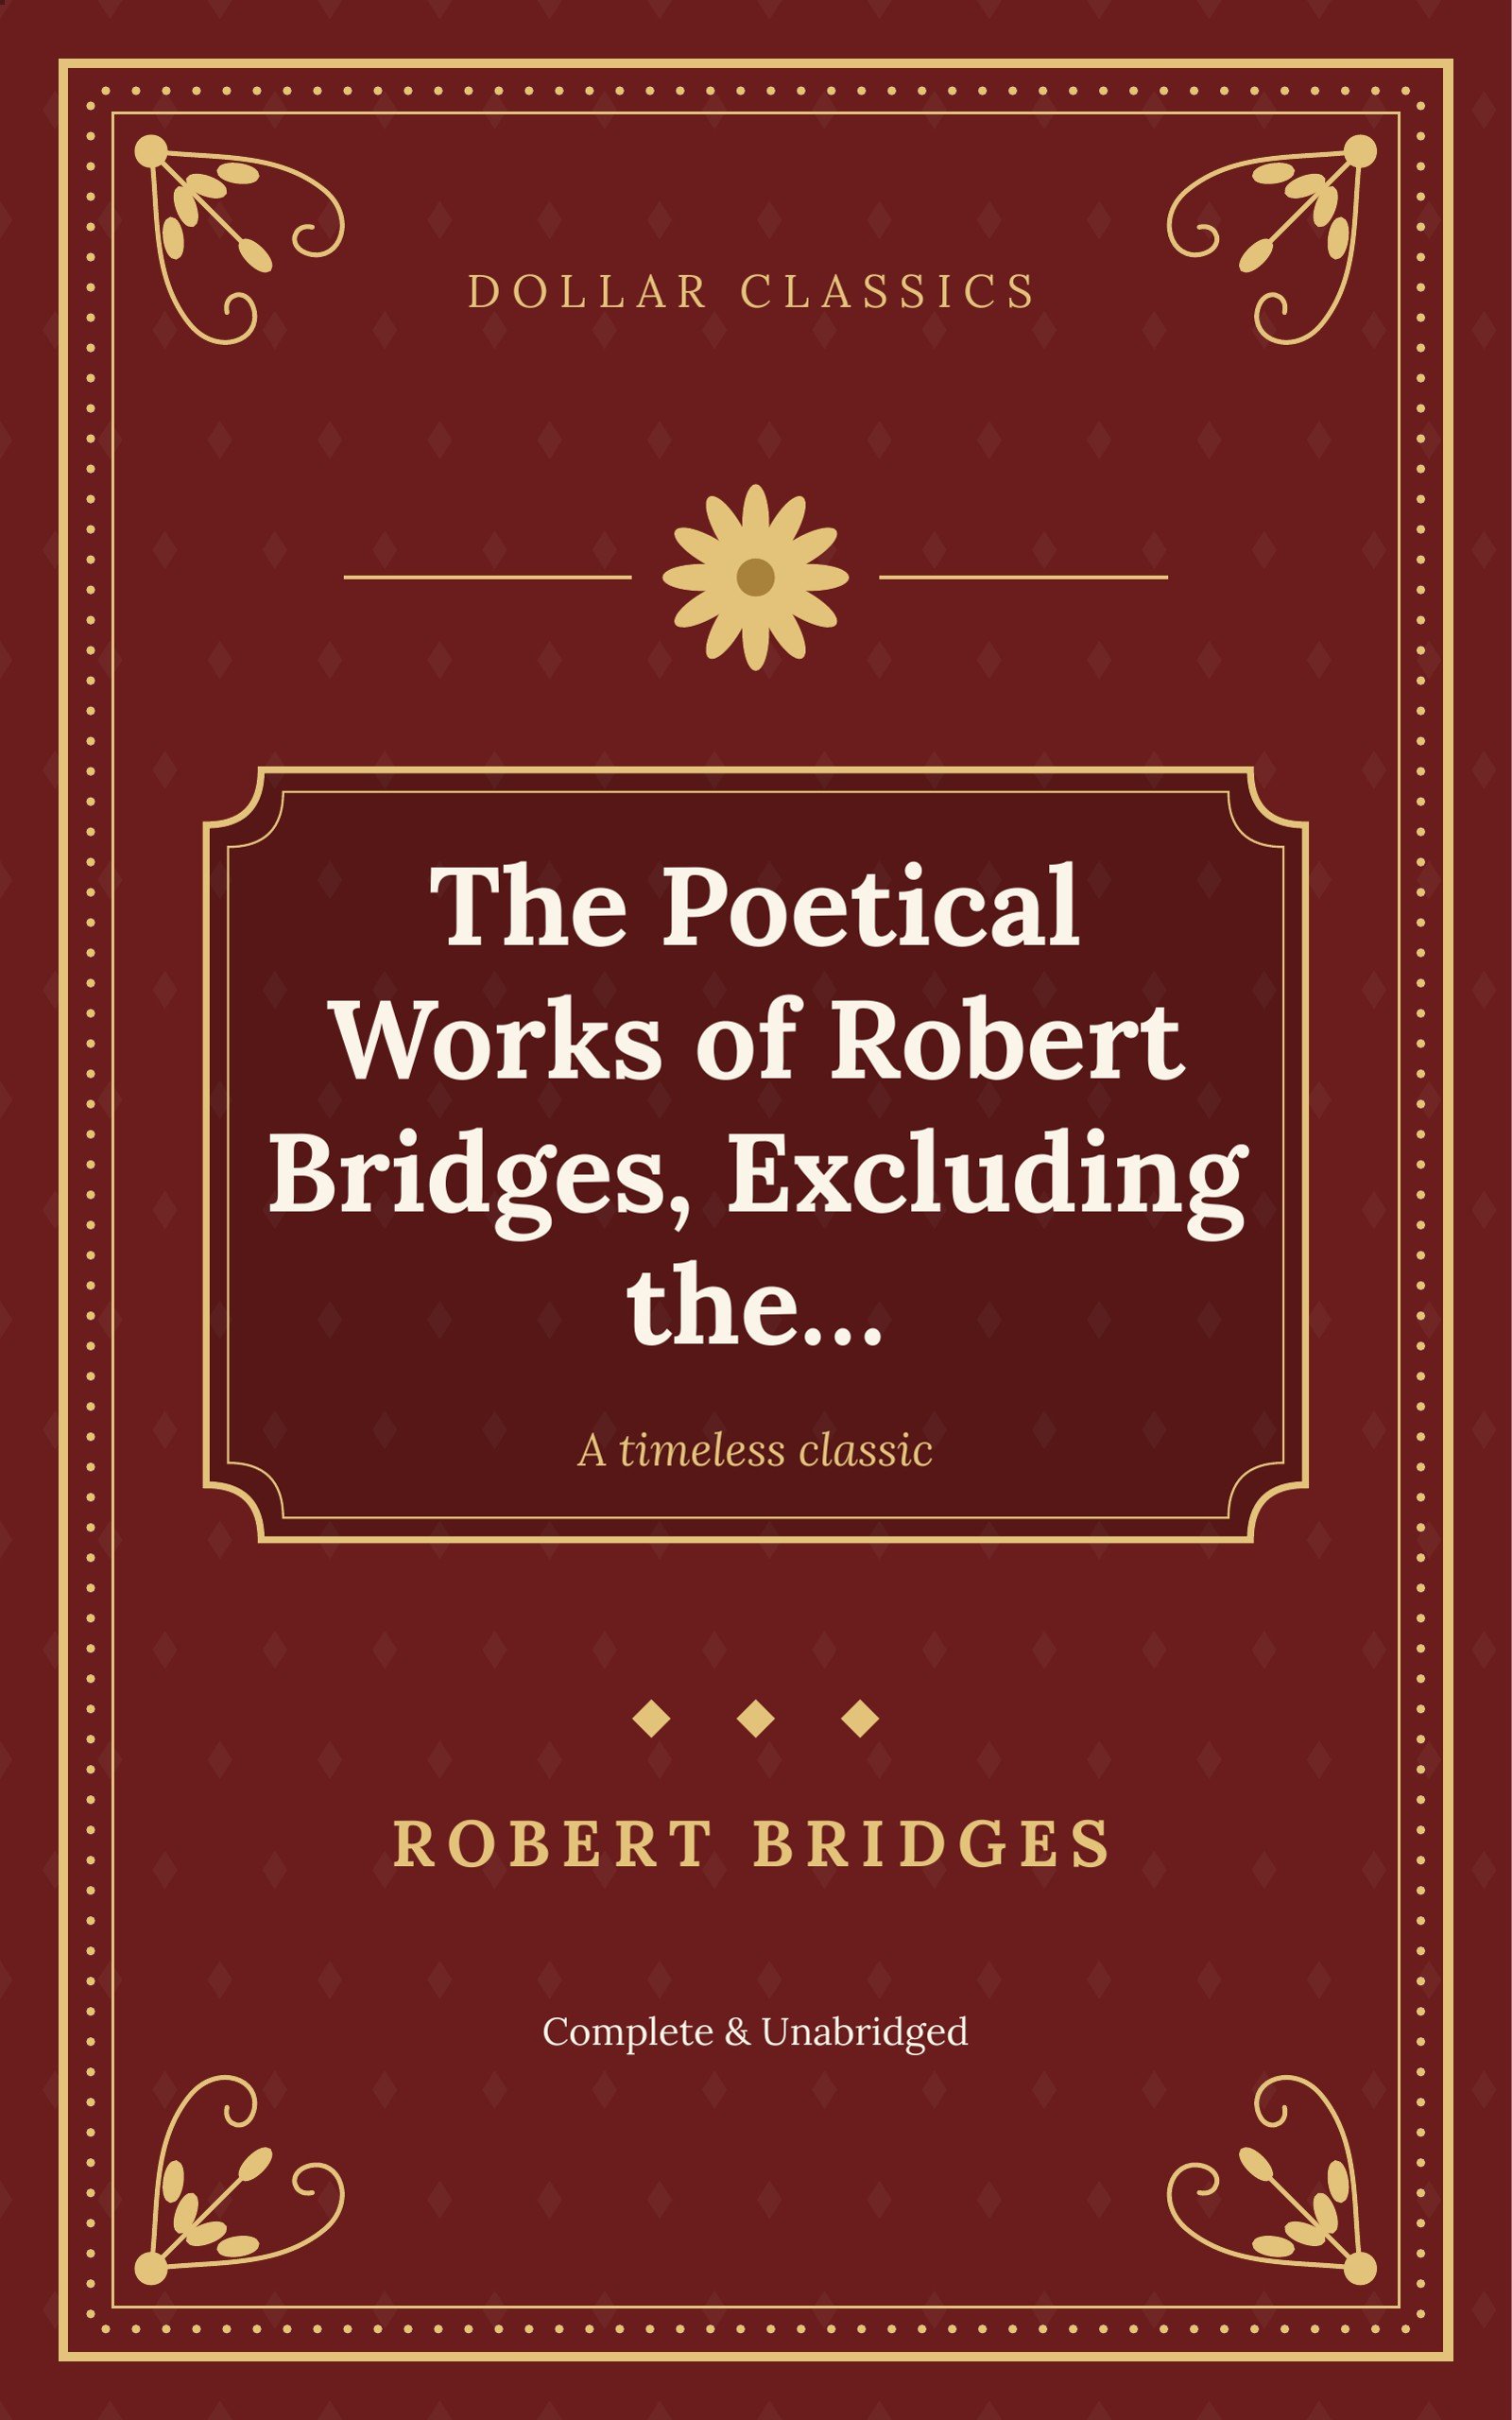 DOLLAR CLASSICS
The Poetical
Works of Robert
Bridges, Excluding
the...
A timeless classic
ROBERT BRIDGES
Complete & Unabridged